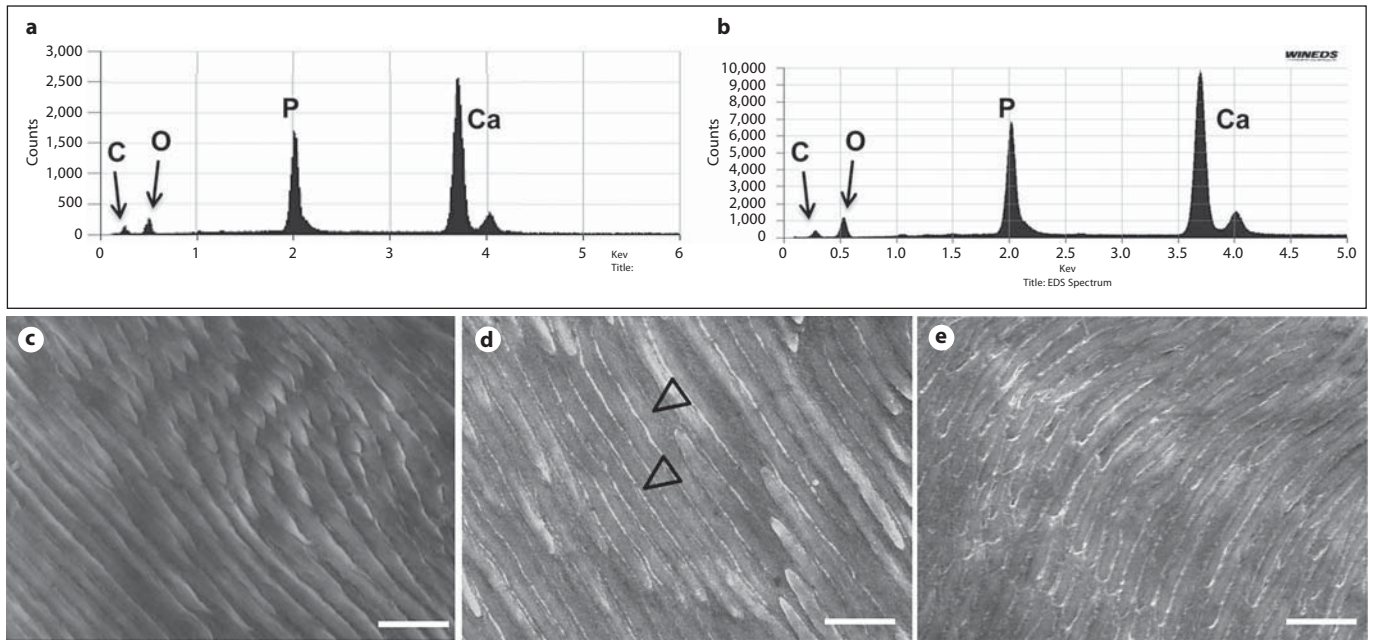 a
3,000
2,500
2,000
1,500
1,000
500
0
Counts
C
O
P
Ca
0 1 2 3 4 5 6
Kev
Title:
b
WINEDS
10,000
9,000
8,000
7,000
6,000
5,000
4,000
3,000
2,000
1,000
0
Counts
C
O
P
Ca
0 0.5 1.0 1.5 2.0 2.5 3.0 3.5 4.0 4.5 5.0
Kev
Title: EDS Spectrum
c
d
e